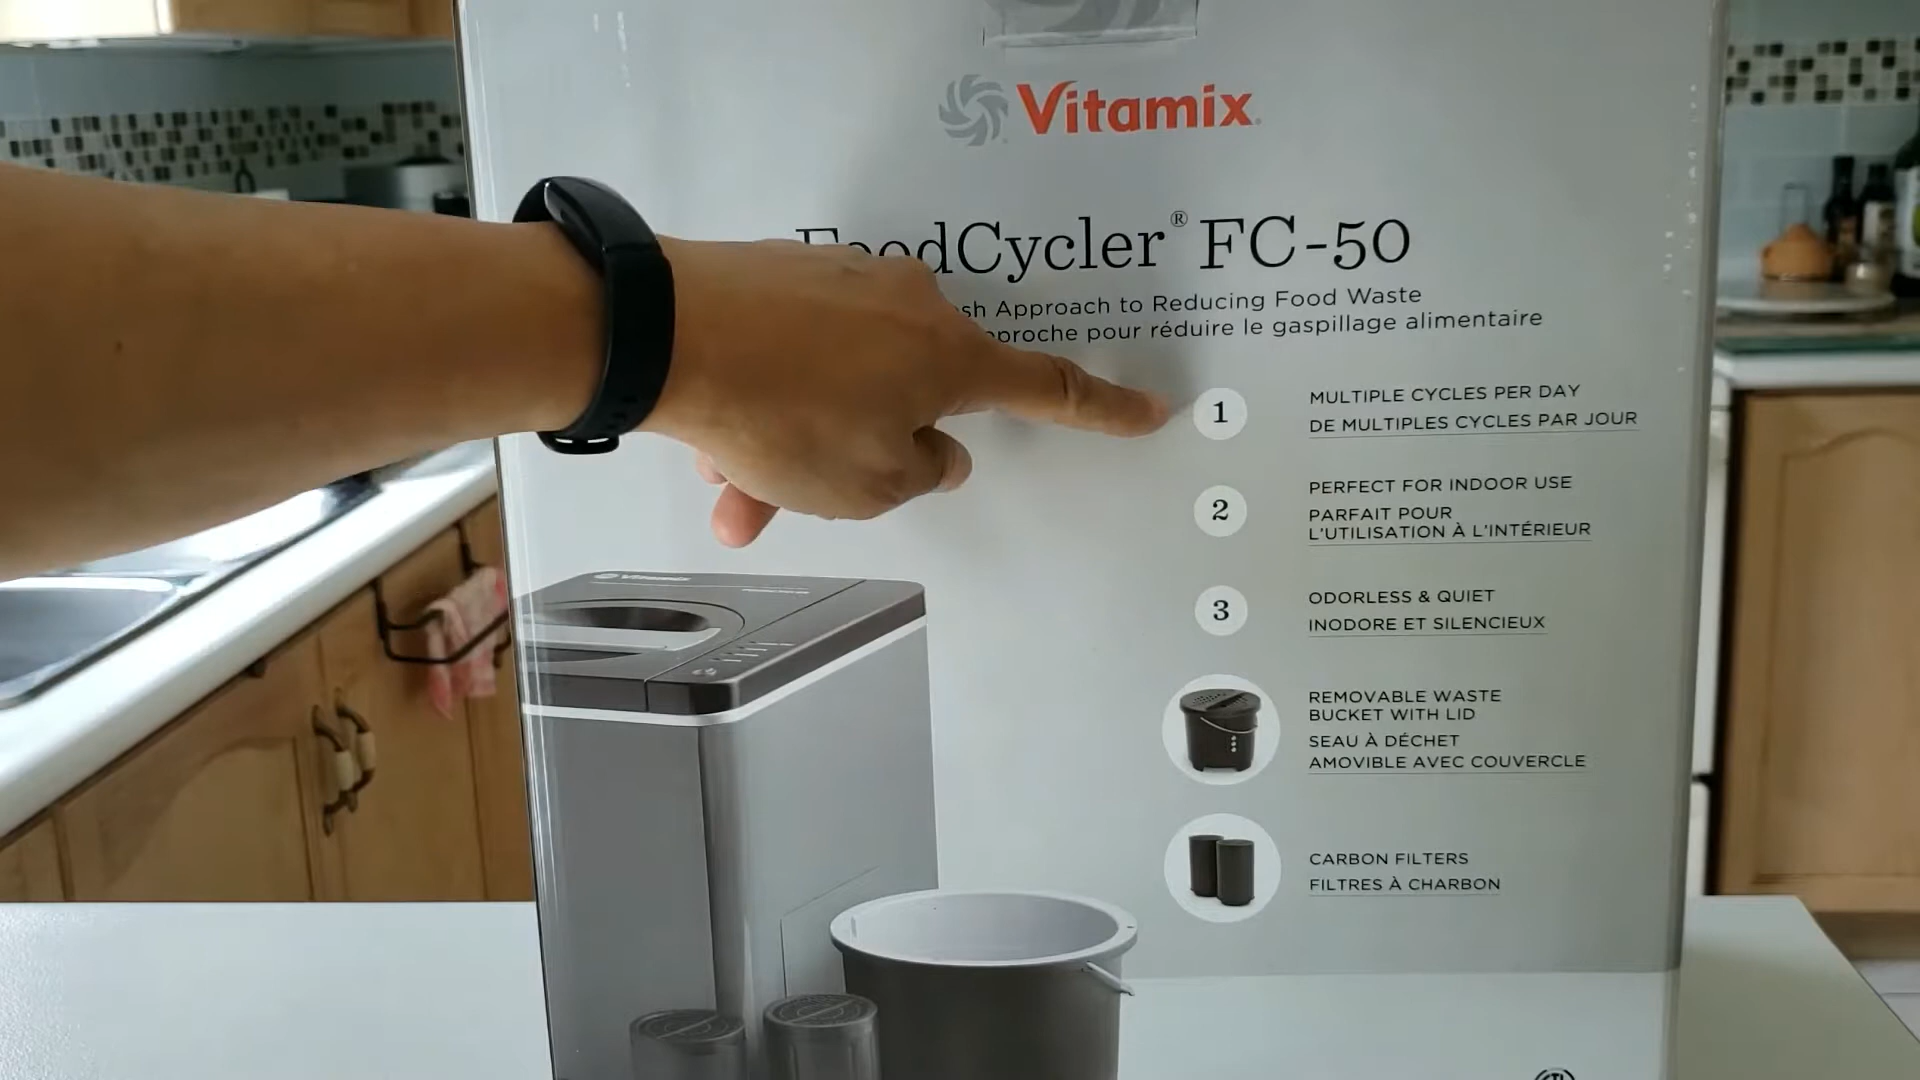 Vitamix
FoodCycler® FC-50
Approach to Reducing Food Waste
pour réduire le gaspillage alimentaire
1
MULTIPLE CYCLES PER DAY
DE MULTIPLES CYCLES PAR JOUR
2
PERFECT FOR INDOOR USE
PARFAIT POUR
L'UTILISATION À L'INTÉRIEUR
3
ODORLESS & QUIET
INODORE ET SILENCIEUX
REMOVABLE WASTE
BUCKET WITH LID
SEAU À DÉCHET
AMOVIBLE AVEC COUVERCLE
CARBON FILTERS
FILTRES À CHARBON
Vitamix